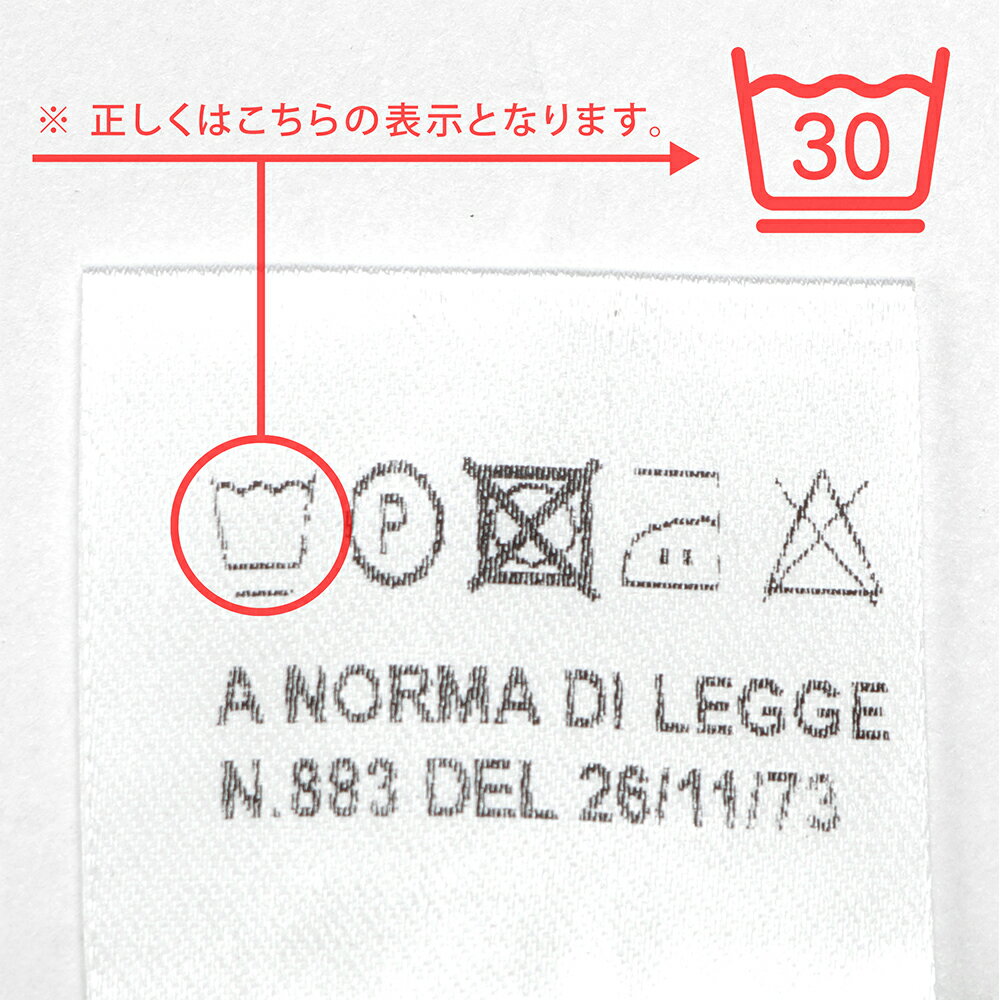 ※ 正しくはこちらの表示となります。
30
P
A NORMA DI LEGGE
N.883 DEL 26/11/73